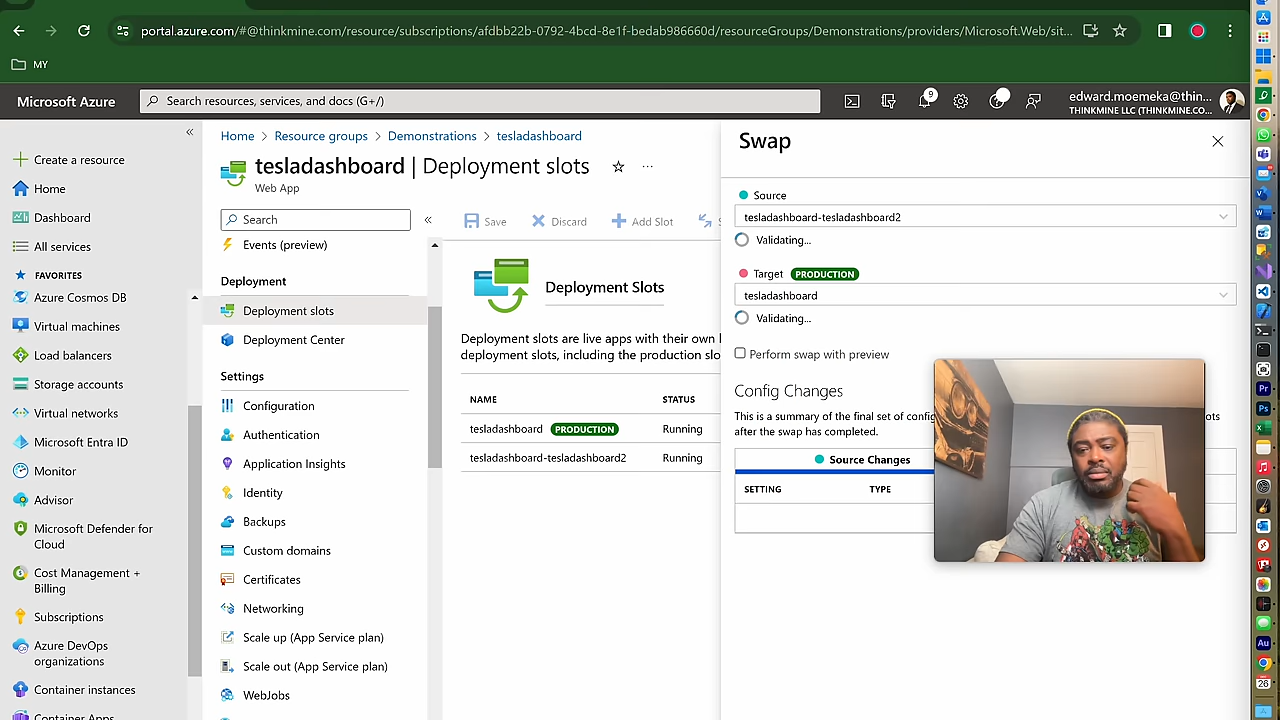 portal.azure.com/#@thinkmine.com/resource/subscriptions/afdbb22b-0792-4bcd-8e1f-bedab986660d/resourceGroups/Demonstrations/providers/Microsoft.Web/sit...
MY
Microsoft Azure
Search resources, services, and docs (G+/)
9
edward.moemeka@thin...
THINKMINE LLC (THINKMINE.CO...
Create a resource
Home
Dashboard
All services
FAVORITES
Azure Cosmos DB
Virtual machines
Load balancers
Storage accounts
Virtual networks
Microsoft Entra ID
Monitor
Advisor
Microsoft Defender for
Cloud
Cost Management +
Billing
Subscriptions
Azure DevOps
organizations
Container instances
Container Apps
Home > Resource groups > Demonstrations > tesladashboard
tesladashboard | Deployment slots
Web App
Search
Events (preview)
Deployment
Deployment slots
Deployment Center
Settings
Configuration
Authentication
Application Insights
Identity
Backups
Custom domains
Certificates
Networking
Scale up (App Service plan)
Scale out (App Service plan)
WebJobs
Save
Discard
Add Slot
S
Deployment Slots
Deployment slots are live apps with their own
deployment slots, including the production slo
NAME STATUS
tesladashboard PRODUCTION Running
tesladashboard-tesladashboard2 Running
Swap
Source
tesladashboard-tesladashboard2
Validating...
Target PRODUCTION
tesladashboard
Validating...
Perform swap with preview
Config Changes
This is a summary of the final set of config ots
after the swap has completed.
Source Changes
SETTING TYPE
Pr
Ps
Au
26